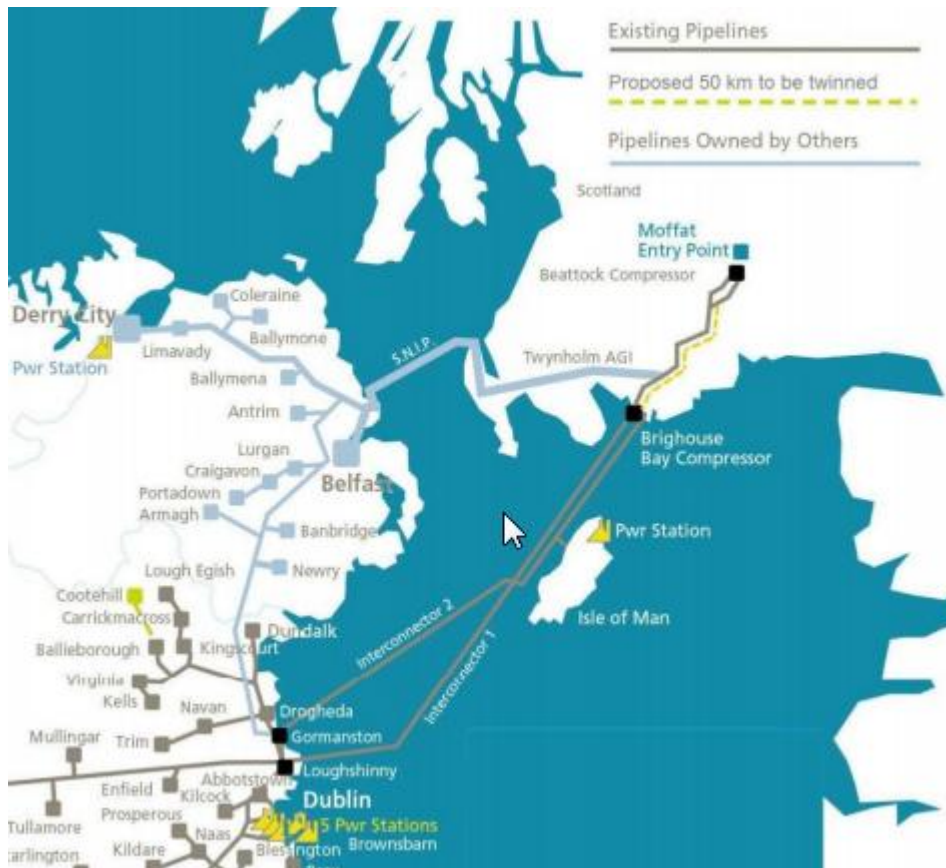 Existing Pipelines
Proposed 50 km to be twinned
Pipelines Owned by Others
Scotland
Moffat
Entry Point
Beattock Compressor
Coleraine
Derry City
Ballymone
Limavady
Pwr Station
S.N.I.P.
Twynholm AGI
Ballymena
Antrim
Brighouse
Bay Compressor
Lurgan
Craigavon
Belfast
Portadown
Armagh
Banbridge
Pwr Station
Lough Egish
Newry
Cootehill
Carrickmacross
Isle of Man
Dundalk
Interconnector 2
Bailieborough
Kingscourt
Interconnector 1
Virginia
Kells
Navan
Drogheda
Mullingar
Trim
Gormanston
Loughshinny
Enfield
Abbotstown
Kilcock
Dublin
Prosperous
5 Pwr Stations
Tullamore
Naas
Brownsbarn
Kildare
Blessington
arlington